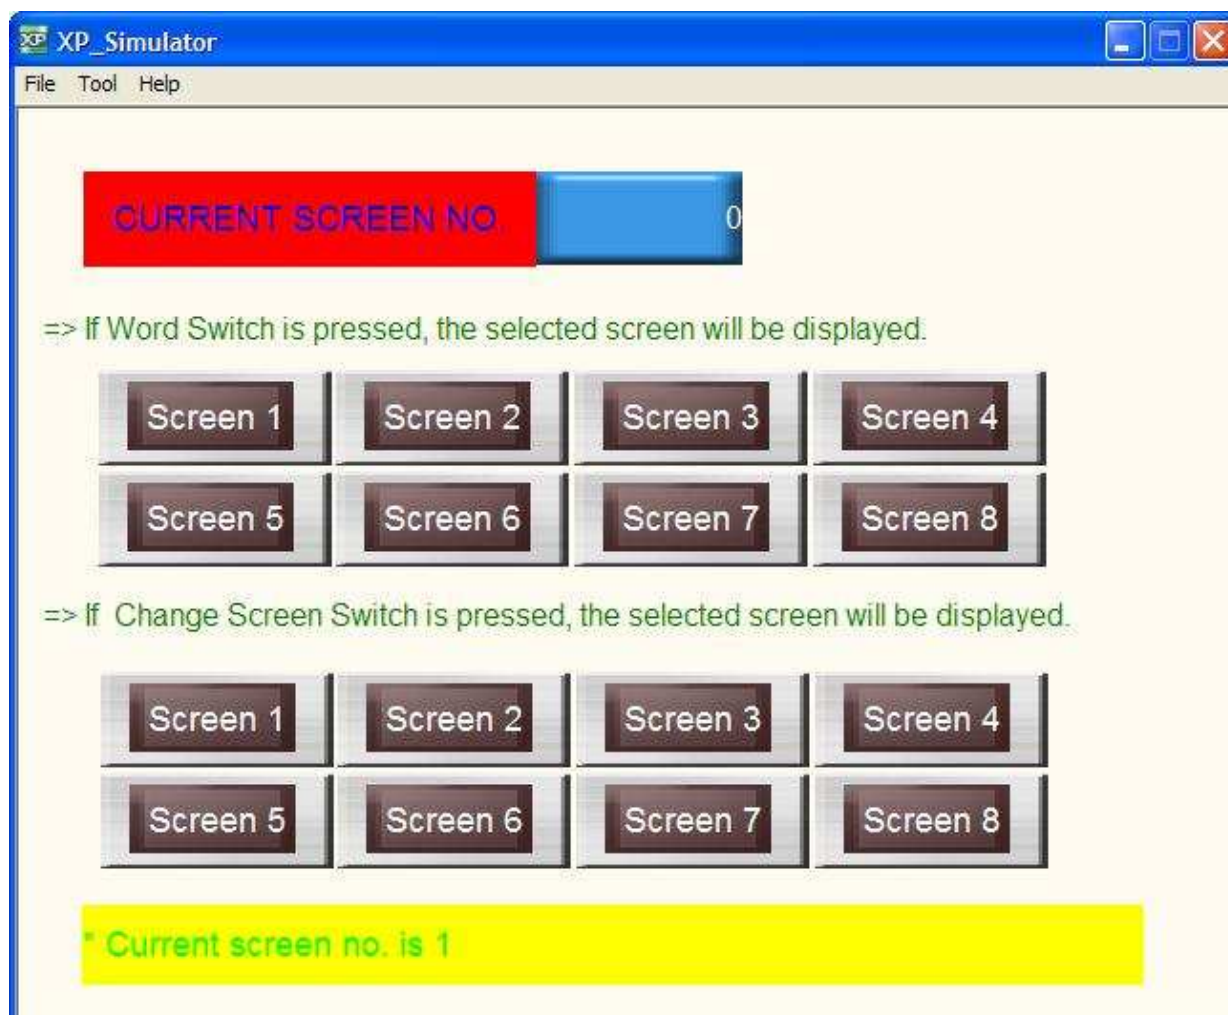 XP XP_Simulator
File Tool Help
CURRENT SCREEN NO 0
=> If Word Switch is pressed, the selected screen will be displayed.
Screen 1 Screen 2 Screen 3 Screen 4
Screen 5 Screen 6 Screen 7 Screen 8
=> If Change Screen Switch is pressed, the selected screen will be displayed.
Screen 1 Screen 2 Screen 3 Screen 4
Screen 5 Screen 6 Screen 7 Screen 8
* Current screen no. is 1